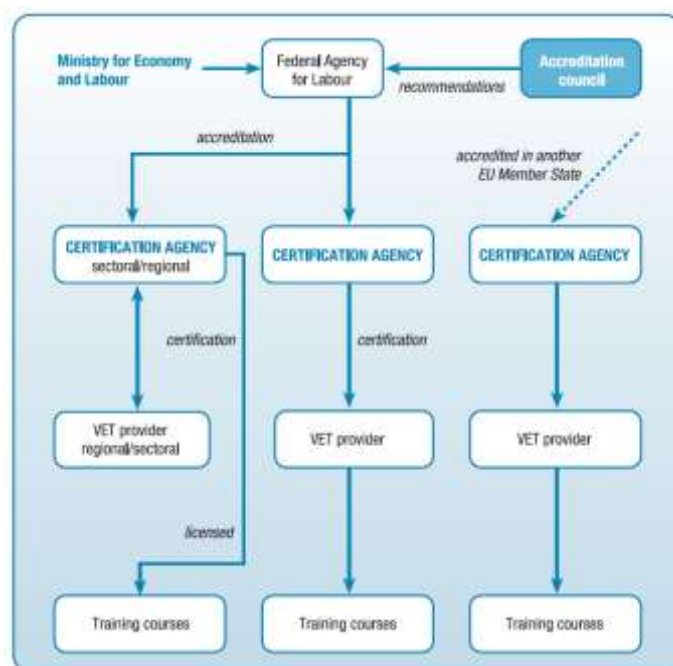 Ministry for Economy
and Labour
Federal Agency
for Labour
Accreditation
council
recommendations
accreditation
accredited in another
EU Member State
CERTIFICATION AGENCY
sectoral/regional
CERTIFICATION AGENCY
CERTIFICATION AGENCY
certification
certification
VET provider
regional/sectoral
VET provider
VET provider
licensed
Training courses
Training courses
Training courses